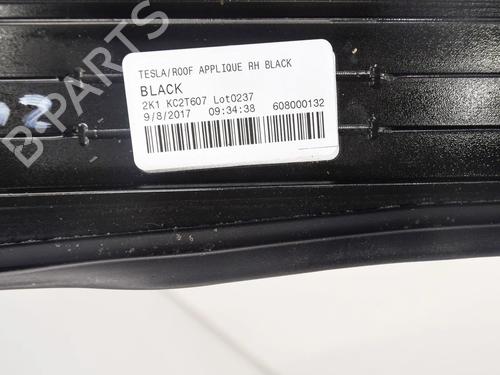 TESLA/ROOF APPLIQUE RH BLACK
BLACK
2K1 KC2T607 Lot0237
9/8/2017 09:34:38 608000132
B-PARTS